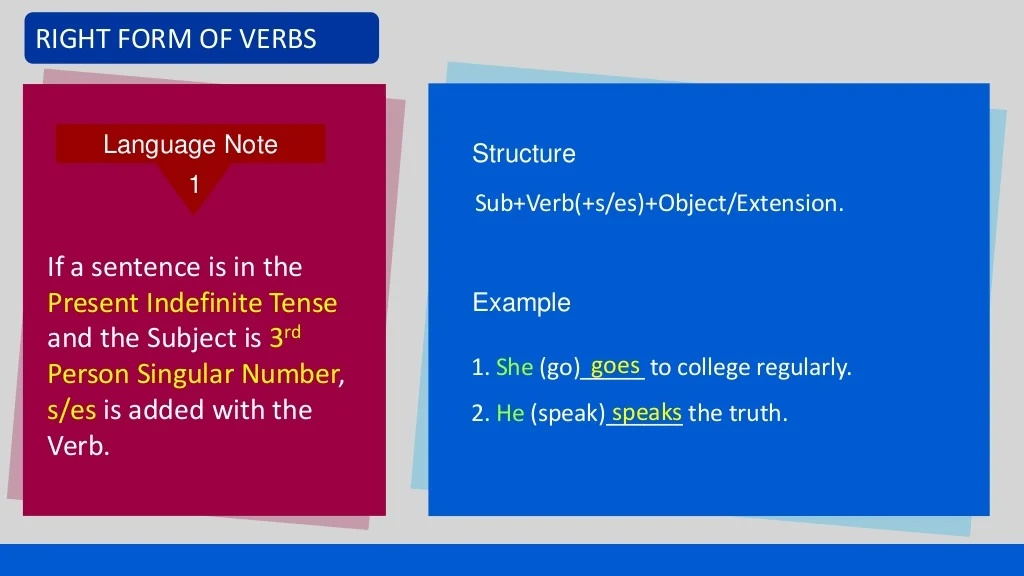 RIGHT FORM OF VERBS
Language Note
1
If a sentence is in the
Present Indefinite Tense
and the Subject is 3rd
Person Singular Number,
s/es is added with the
Verb.
Structure
Sub+Verb(+s/es)+Object/Extension.
Example
1. She (go)_goes_ to college regularly.
2. He (speak)_speaks_ the truth.